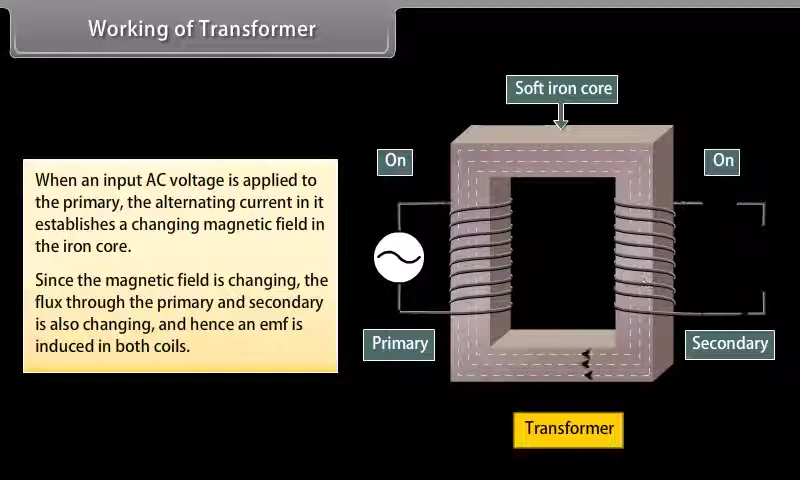 Working of Transformer
Soft iron core
On
On
When an input AC voltage is applied to
the primary, the alternating current in it
establishes a changing magnetic field in
the iron core.
Since the magnetic field is changing, the
flux through the primary and secondary
is also changing, and hence an emf is
induced in both coils.
Primary
Secondary
Transformer